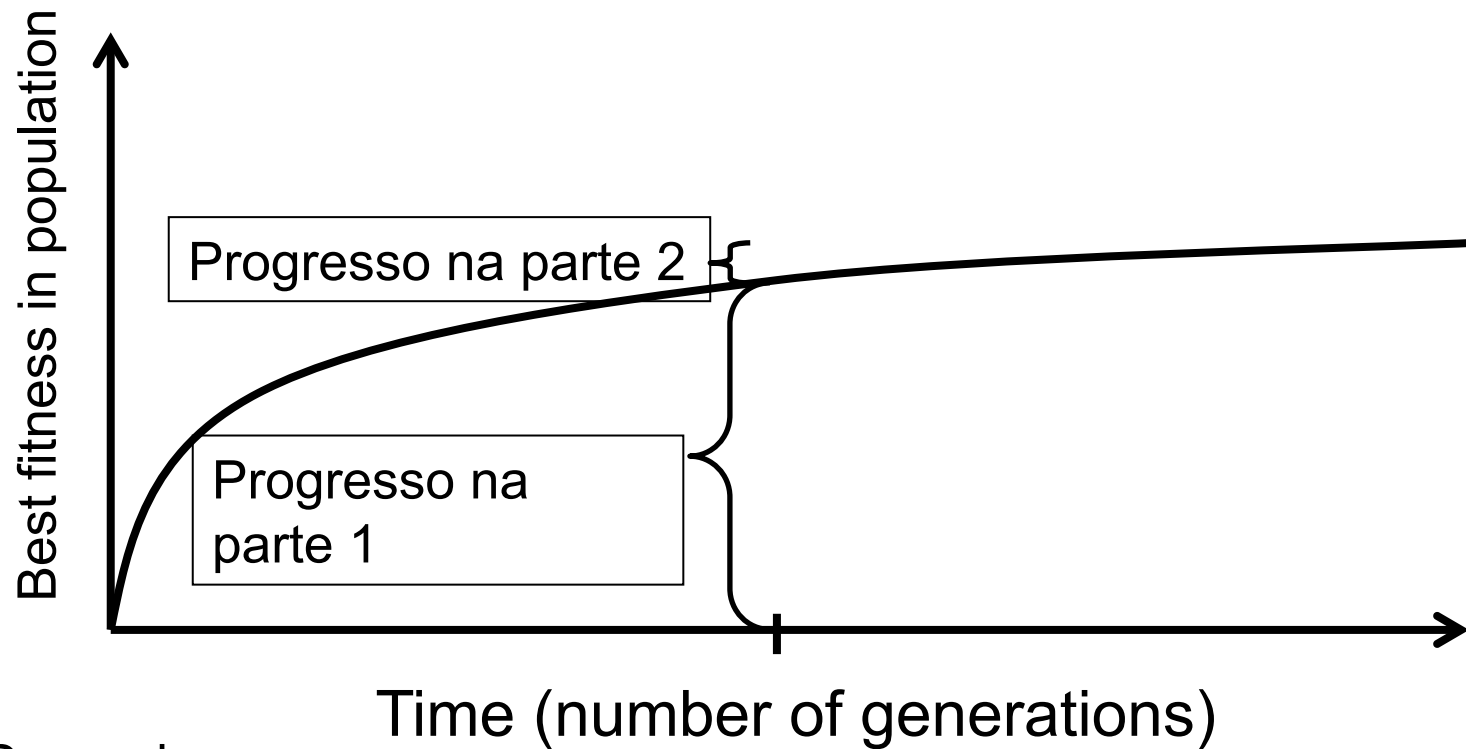 Best fitness in population
Progresso na parte 2
Progresso na
parte 1
Time (number of generations)